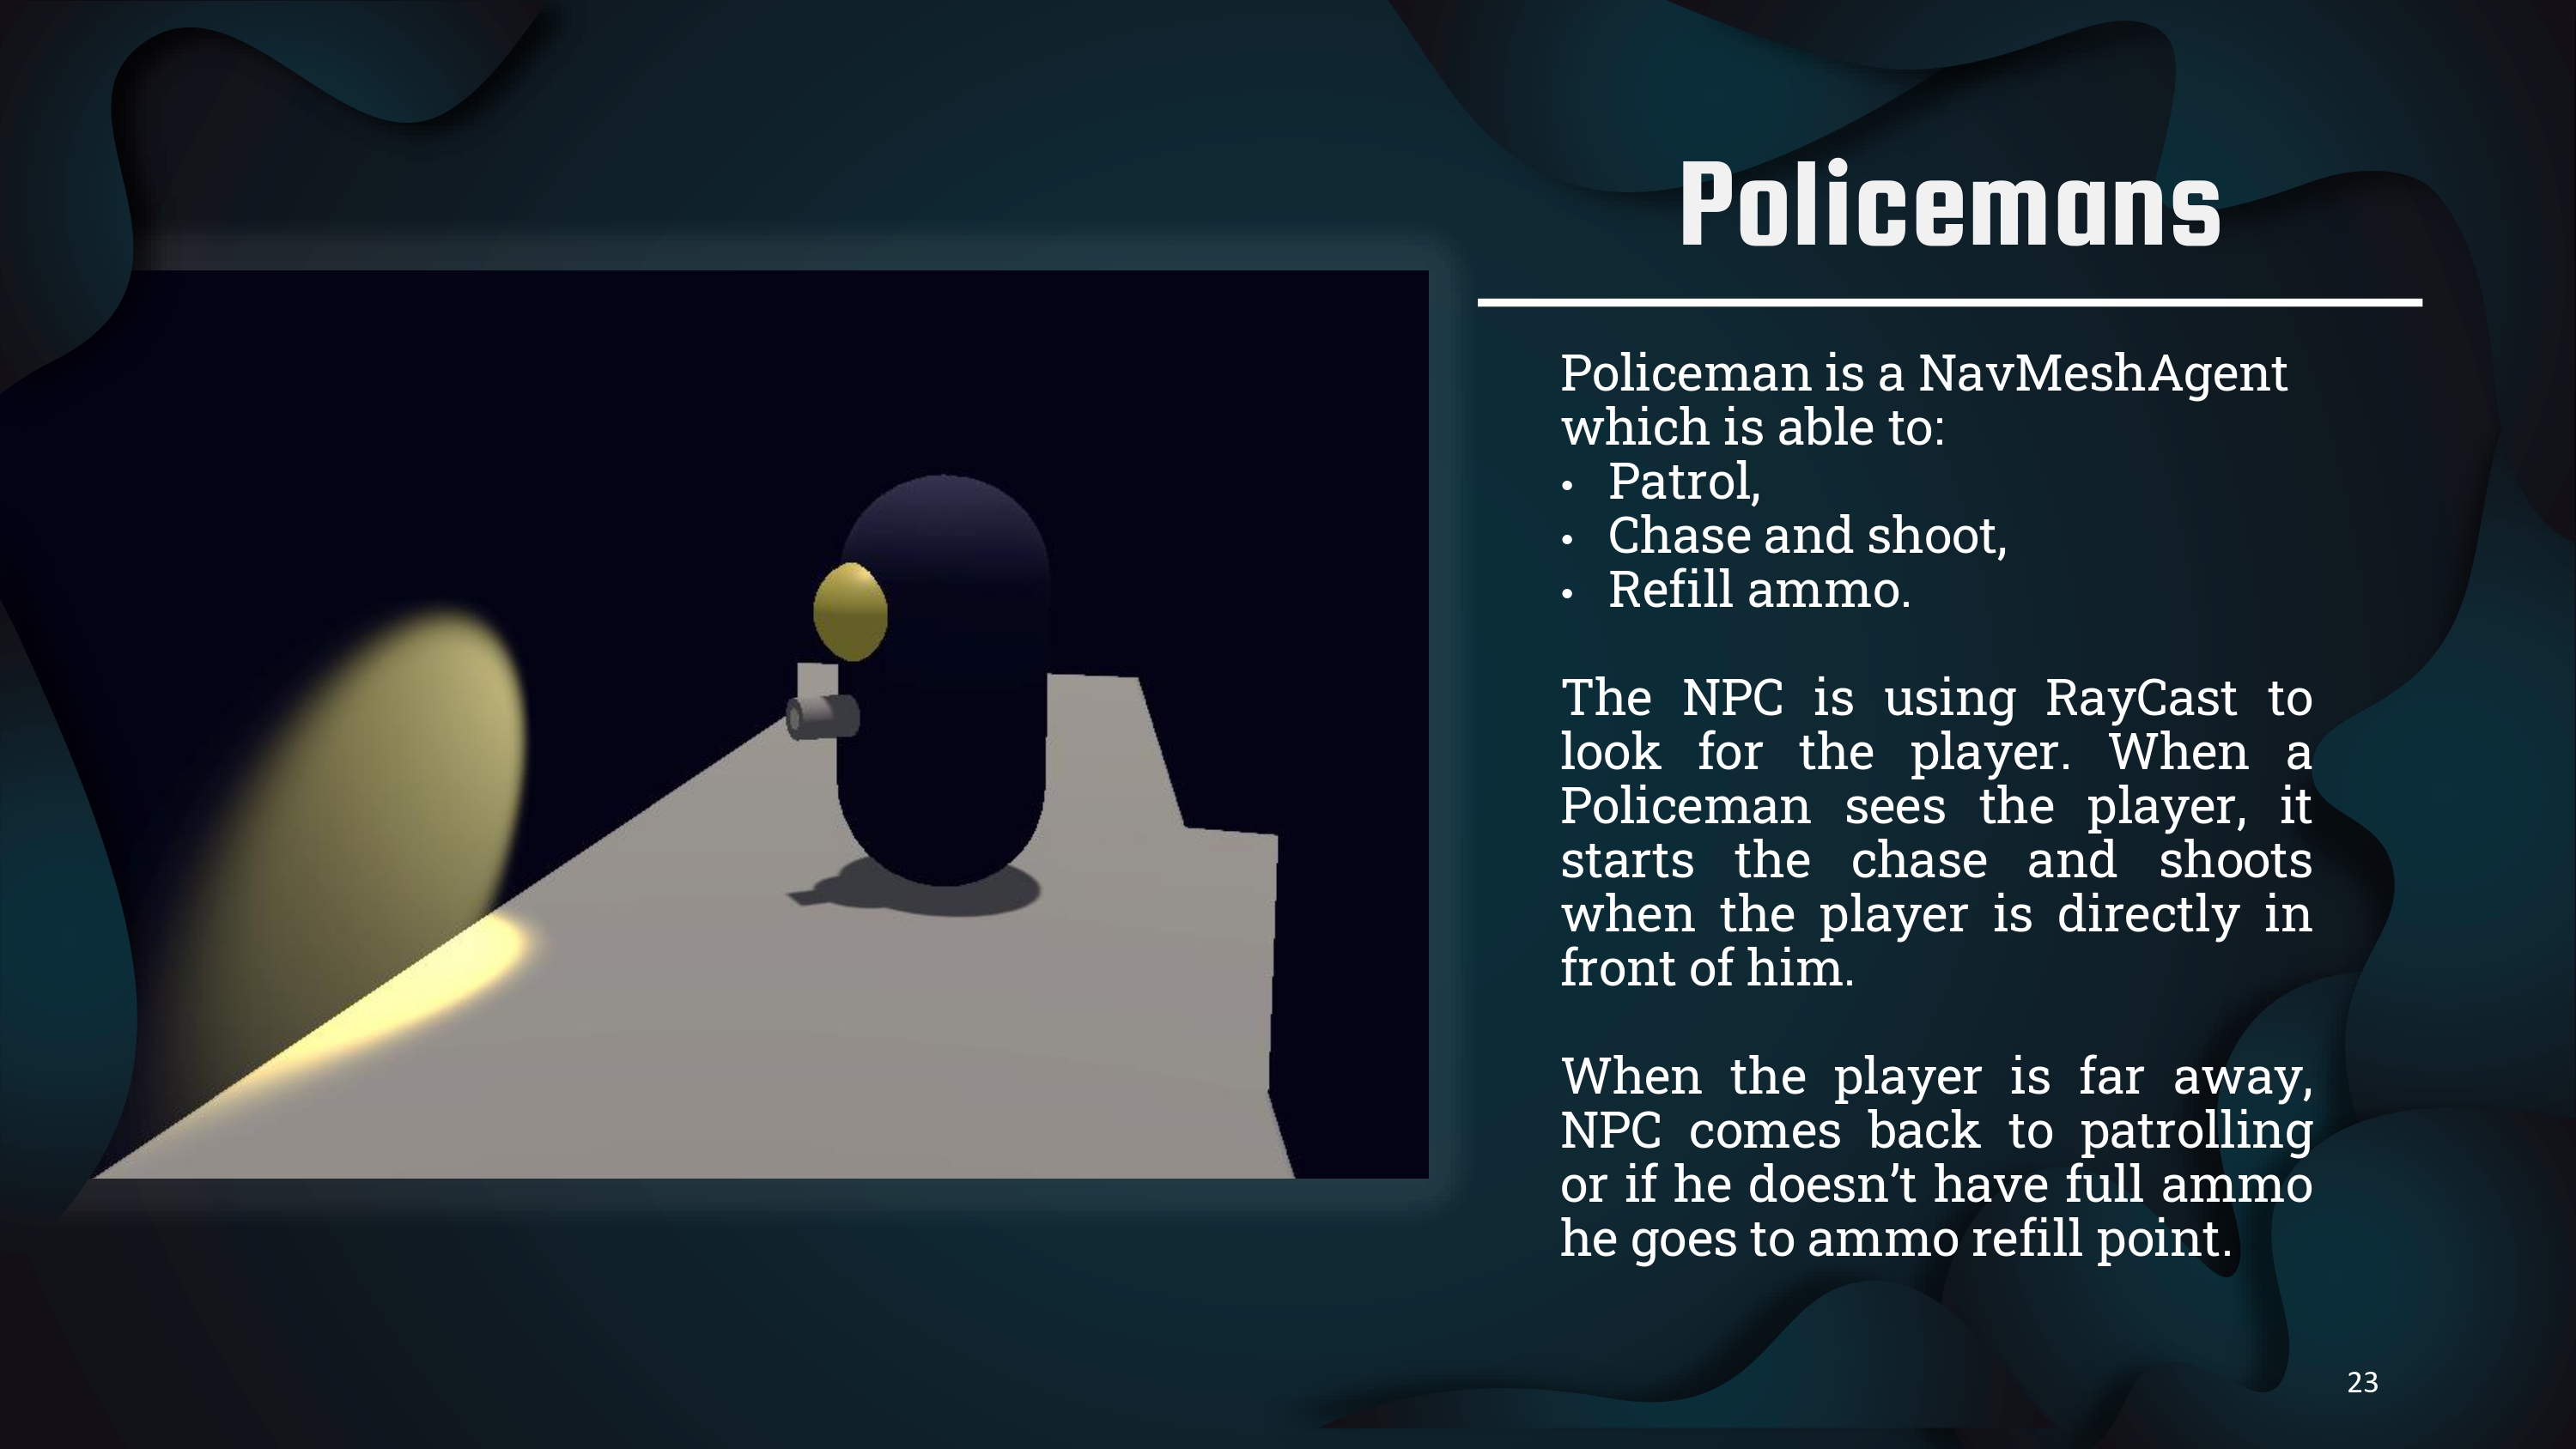 Policemans
Policeman is a NavMeshAgent
which is able to:
• Patrol,
• Chase and shoot,
• Refill ammo.
The NPC is using RayCast to
look for the player. When a
Policeman sees the player, it
starts the chase and shoots
when the player is directly in
front of him.
When the player is far away,
NPC comes back to patrolling
or if he doesn’t have full ammo
he goes to ammo refill point.
23